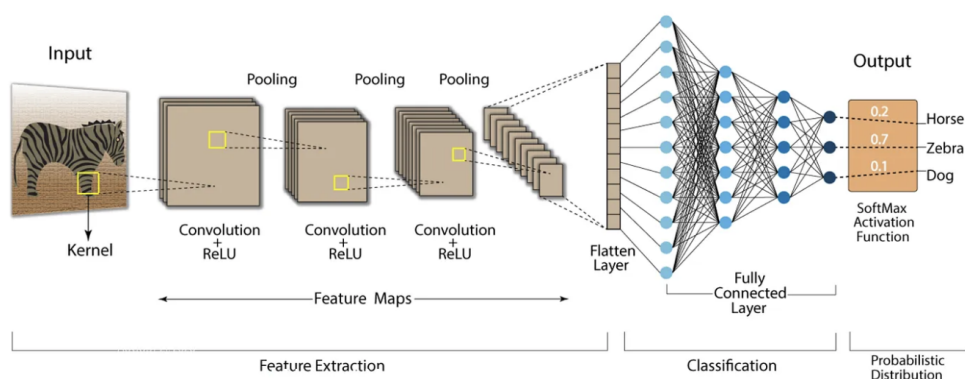 Input
Pooling
Pooling
Pooling
Output
Kernel
Convolution
+
ReLU
Convolution
+
ReLU
Convolution
+
ReLU
Flatten
Layer
Fully
Connected
Layer
0.2
0.7
0.1
Horse
Zebra
Dog
SoftMax
Activation
Function
Feature Maps
Feature Extraction
Classification
Probabilistic
Distribution